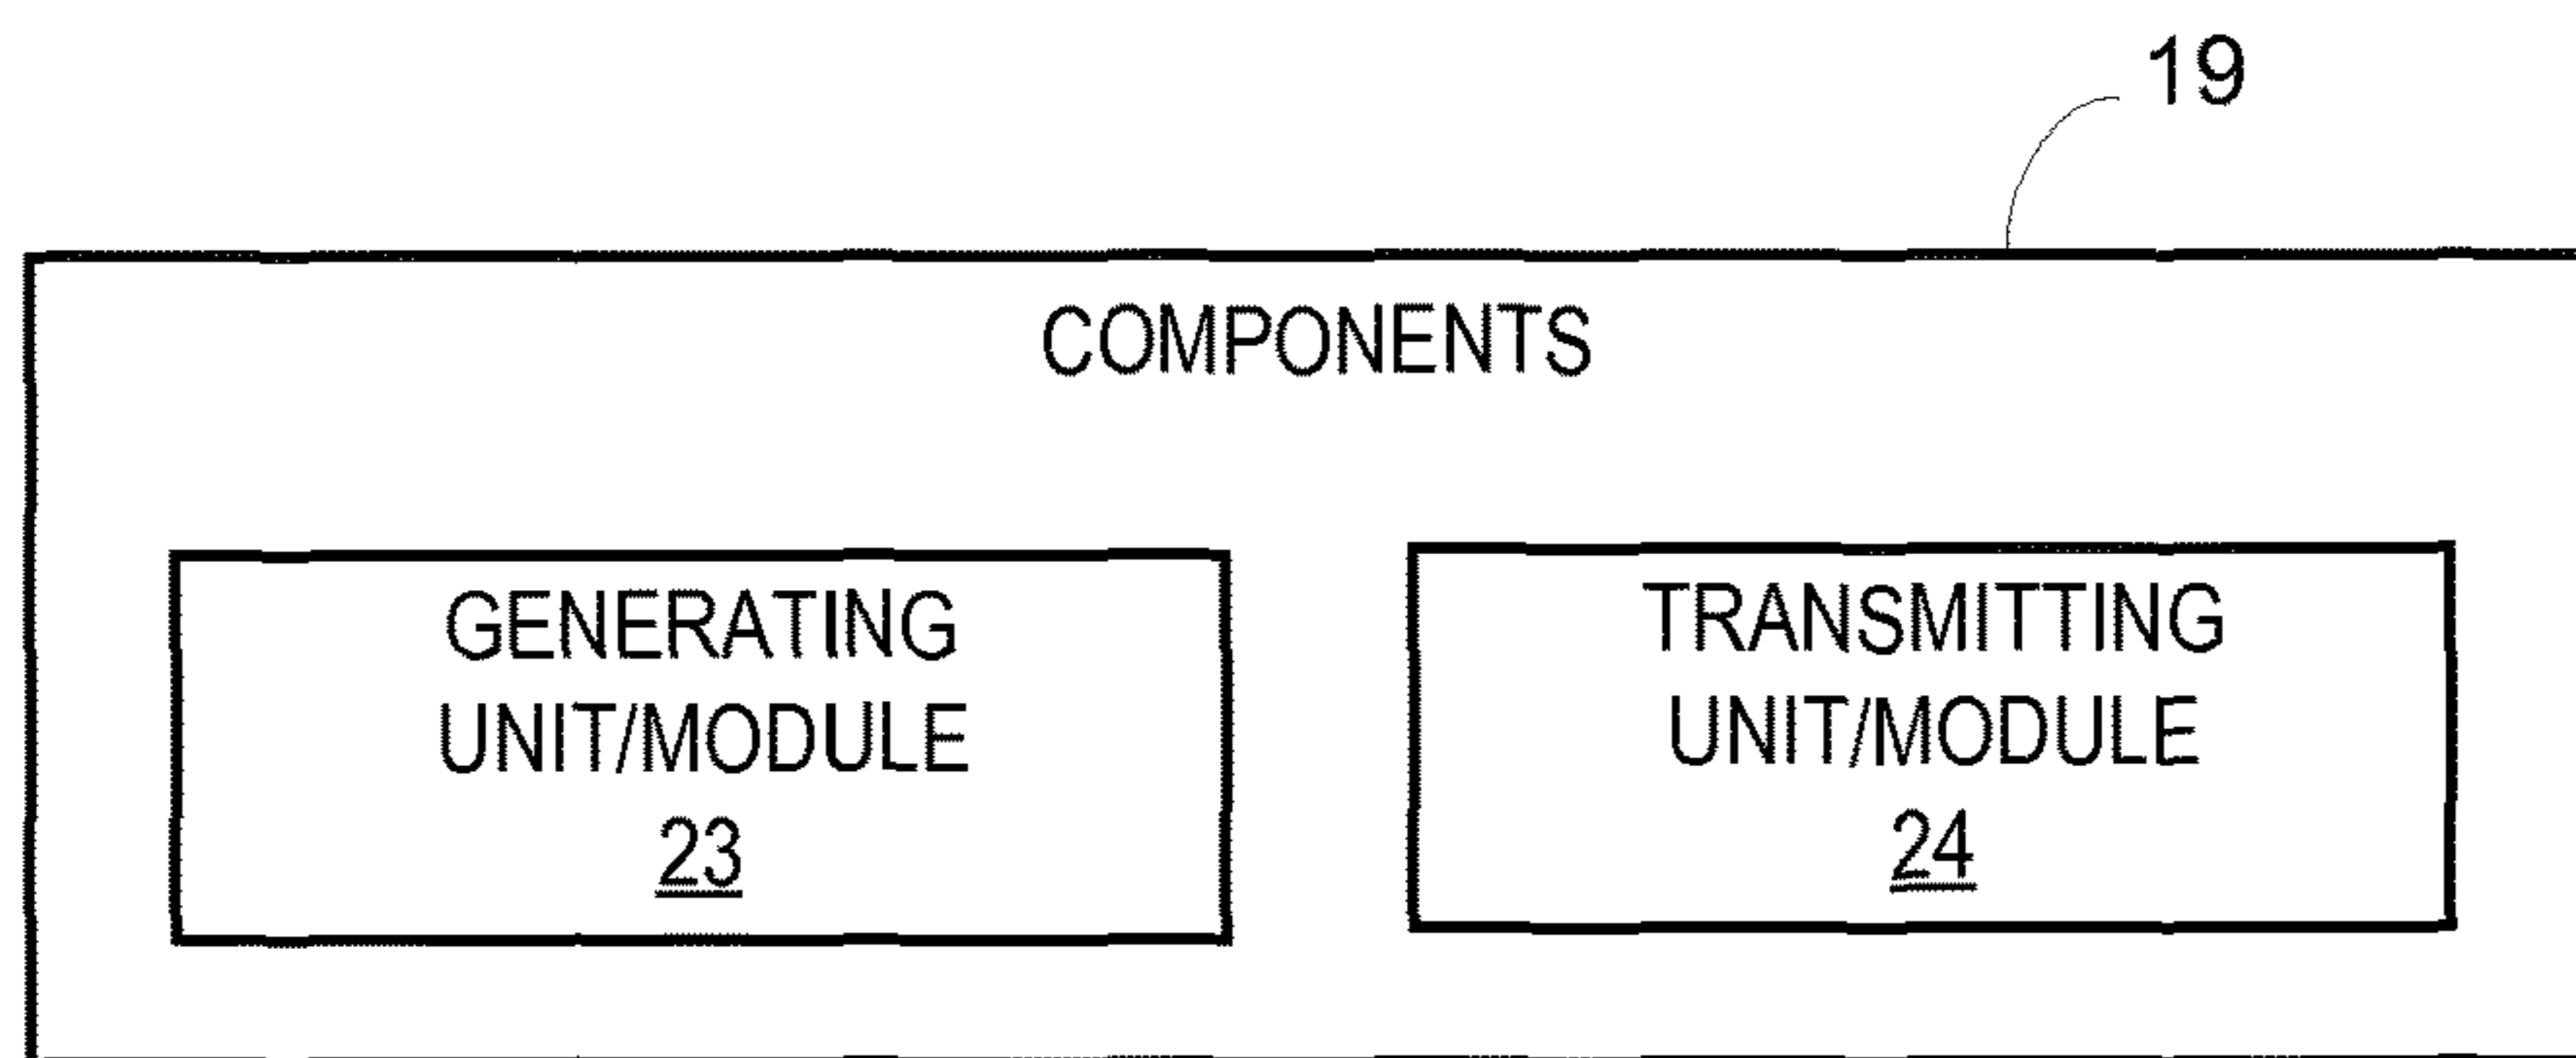 19
COMPONENTS
GENERATING
UNIT/MODULE
23
TRANSMITTING
UNIT/MODULE
24